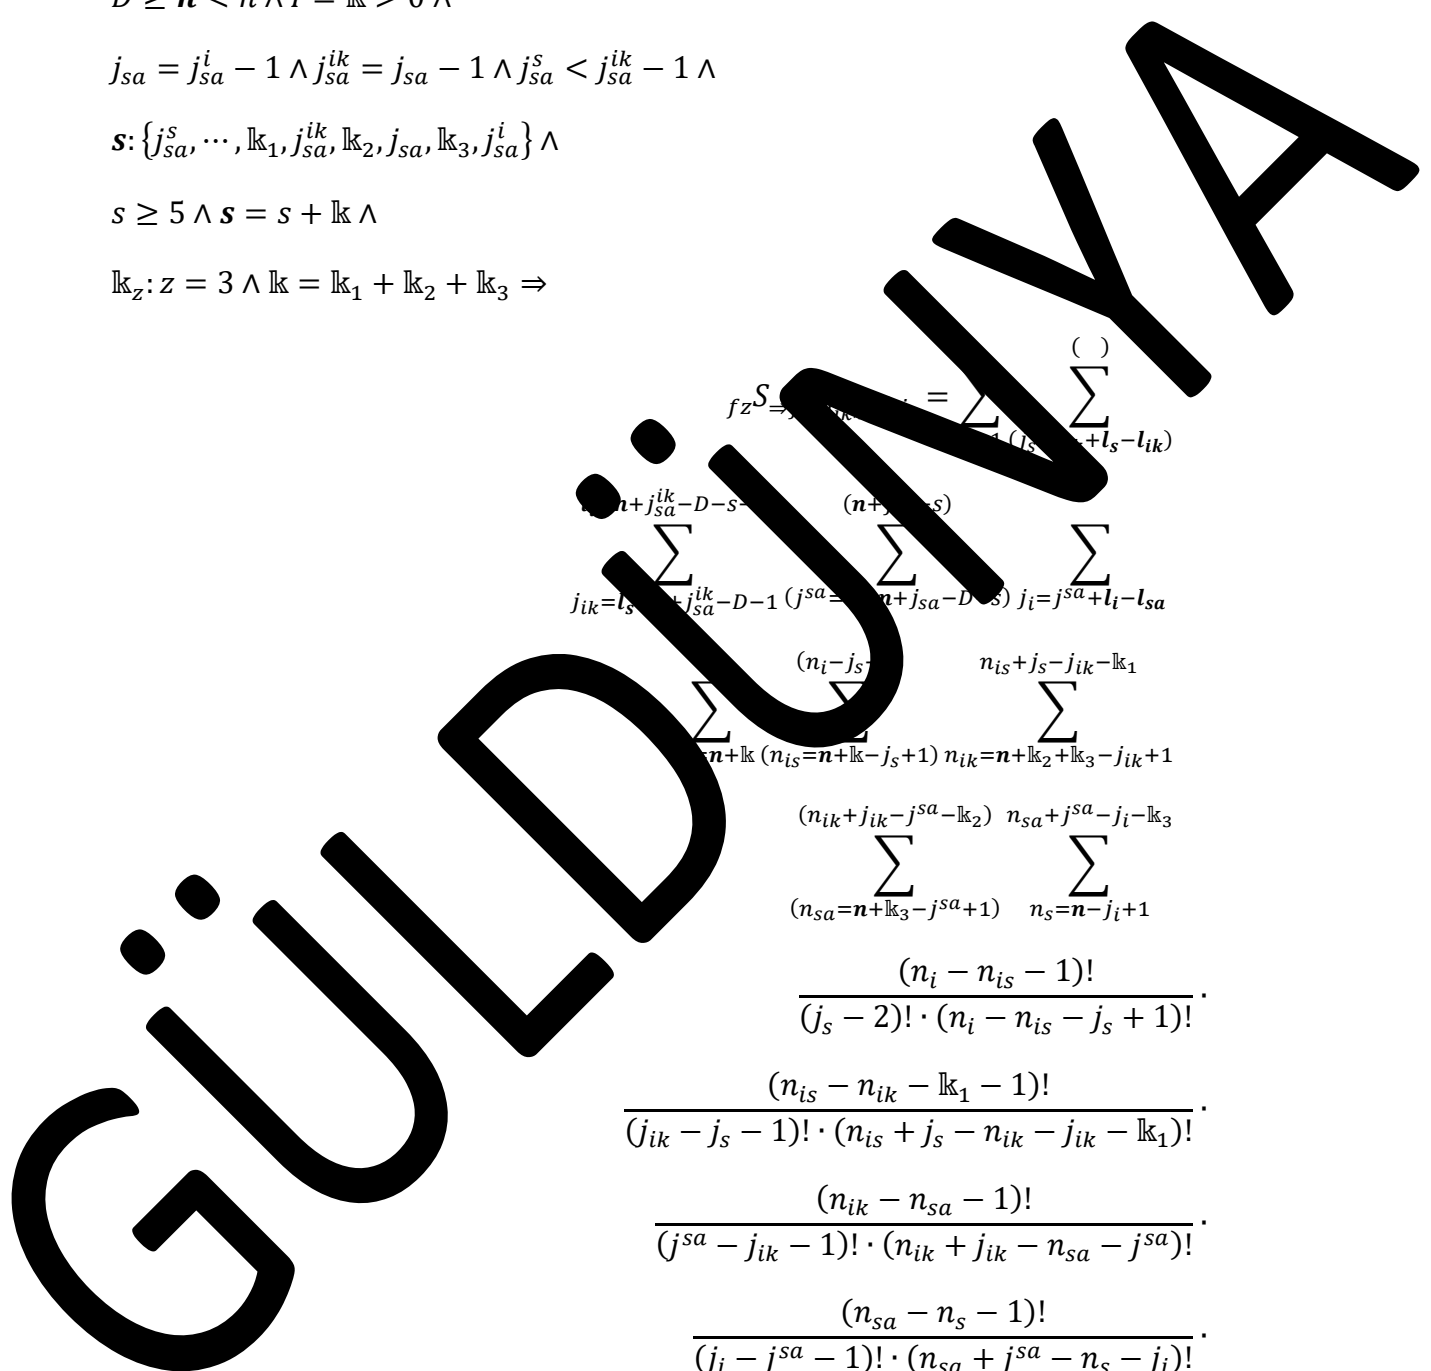 j_{sa} = j_{sa}^{i} − 1 ∧ j_{sa}^{ik} = j_{sa} − 1 ∧ j_{sa}^{s} < j_{sa}^{ik} − 1 ∧
s: {j_{sa}^{s}, ⋯, 𝕜_1, j_{sa}^{ik}, 𝕜_2, j_{sa}, 𝕜_3, j_{sa}^{i}} ∧
s ≥ 5 ∧ s = s + 𝕜 ∧
𝕜_z: z = 3 ∧ 𝕜 = 𝕜_1 + 𝕜_2 + 𝕜_3 ⇒
( )
_{fz}S = ∑ ∑
+l_s−l_{ik})
n+j_{sa}^{ik}−D−s (n+ −s)
∑ ∑ ∑
j_{ik}=l_s +j_{sa}^{ik}−D−1 (j^{sa}= n+j_{sa}−D s) j_i=j^{sa}+l_i−l_{sa}
(n_i−j_s n_{is}+j_s−j_{ik}−𝕜_1
∑ ∑ ∑
=n+𝕜 (n_{is}=n+𝕜−j_s+1) n_{ik}=n+𝕜_2+𝕜_3−j_{ik}+1
(n_{ik}+j_{ik}−j^{sa}−𝕜_2) n_{sa}+j^{sa}−j_i−𝕜_3
∑ ∑
(n_{sa}=n+𝕜_3−j^{sa}+1) n_s=n−j_i+1
(n_i − n_{is} − 1)!
(j_s − 2)! · (n_i − n_{is} − j_s + 1)! ·
(n_{is} − n_{ik} − 𝕜_1 − 1)!
(j_{ik} − j_s − 1)! · (n_{is} + j_s − n_{ik} − j_{ik} − 𝕜_1)! ·
(n_{ik} − n_{sa} − 1)!
(j^{sa} − j_{ik} − 1)! · (n_{ik} + j_{ik} − n_{sa} − j^{sa})! ·
(n_{sa} − n_s − 1)!
(j_i − j^{sa} − 1)! · (n_{sa} + j^{sa} − n_s − j_i)! ·
GÜLDÜNYA